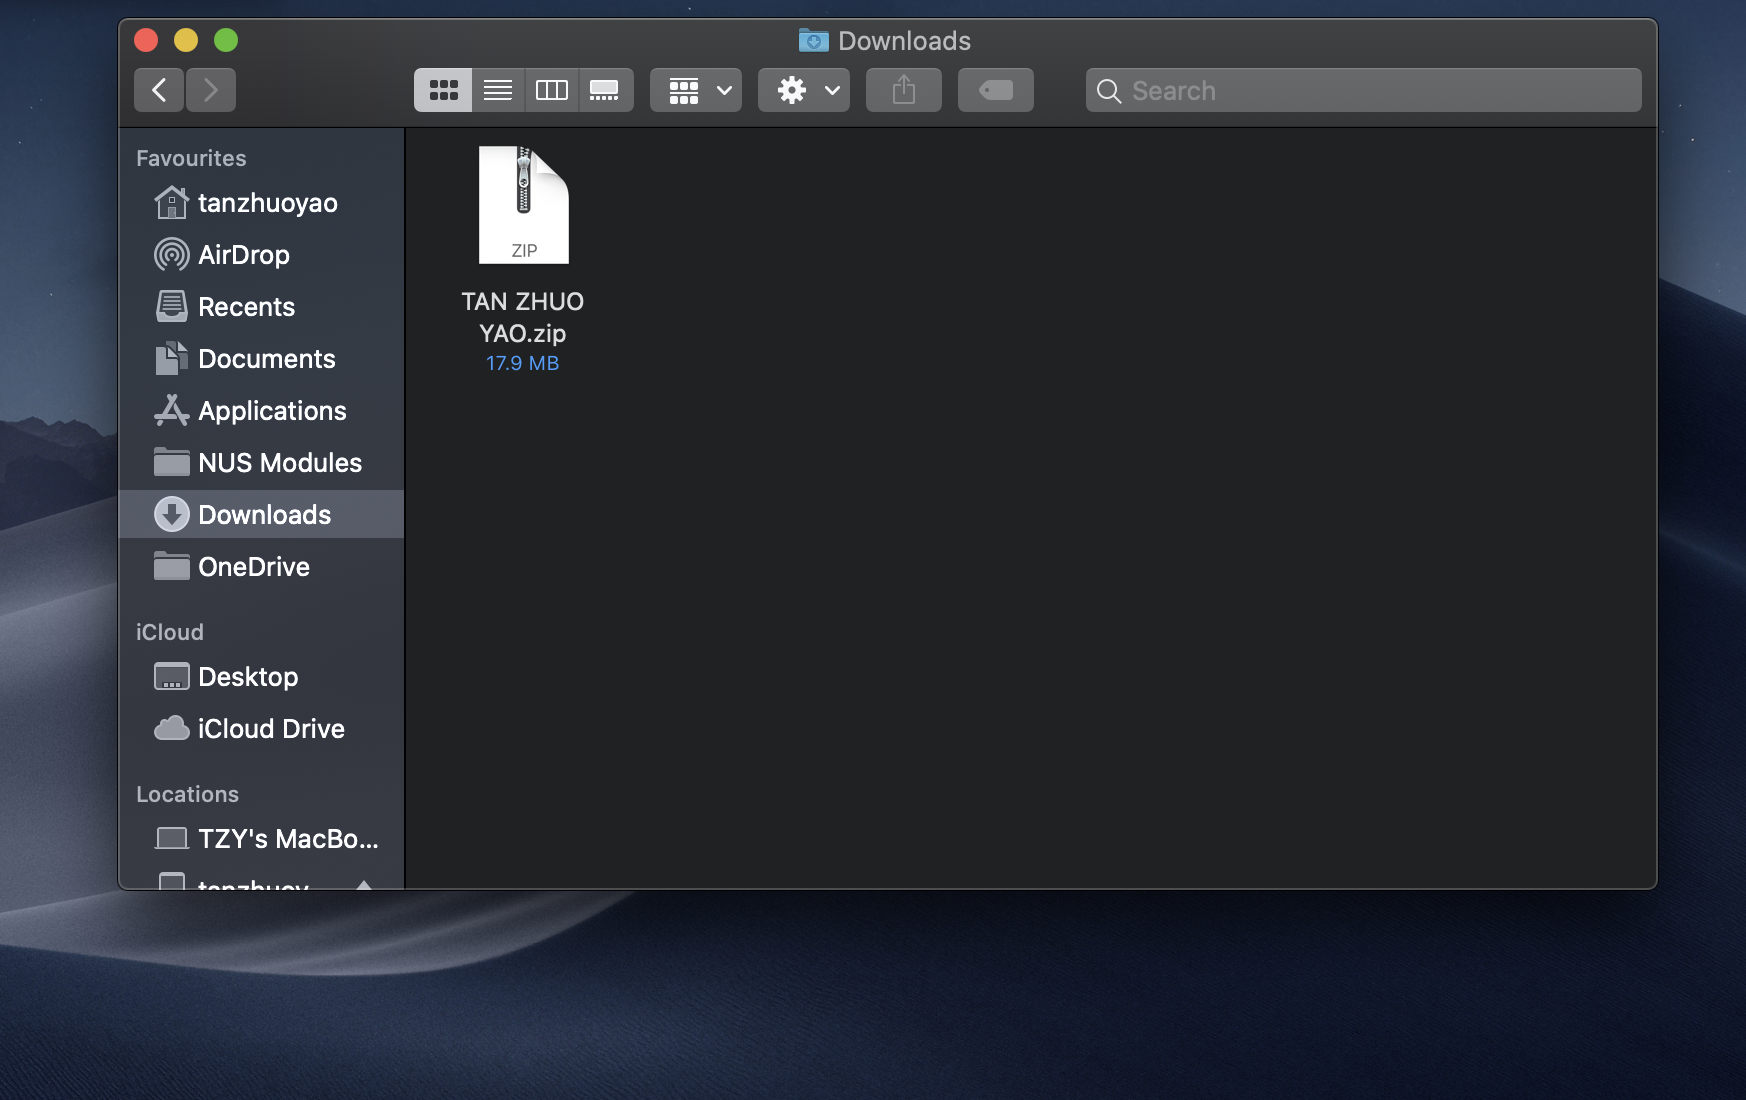 Downloads
Search
Favourites
tanzhuoyao
AirDrop
Recents
Documents
Applications
NUS Modules
Downloads
OneDrive
iCloud
Desktop
iCloud Drive
Locations
TZY's MacBo...
tanzhuoy
ZIP
TAN ZHUO
YAO.zip
17.9 MB